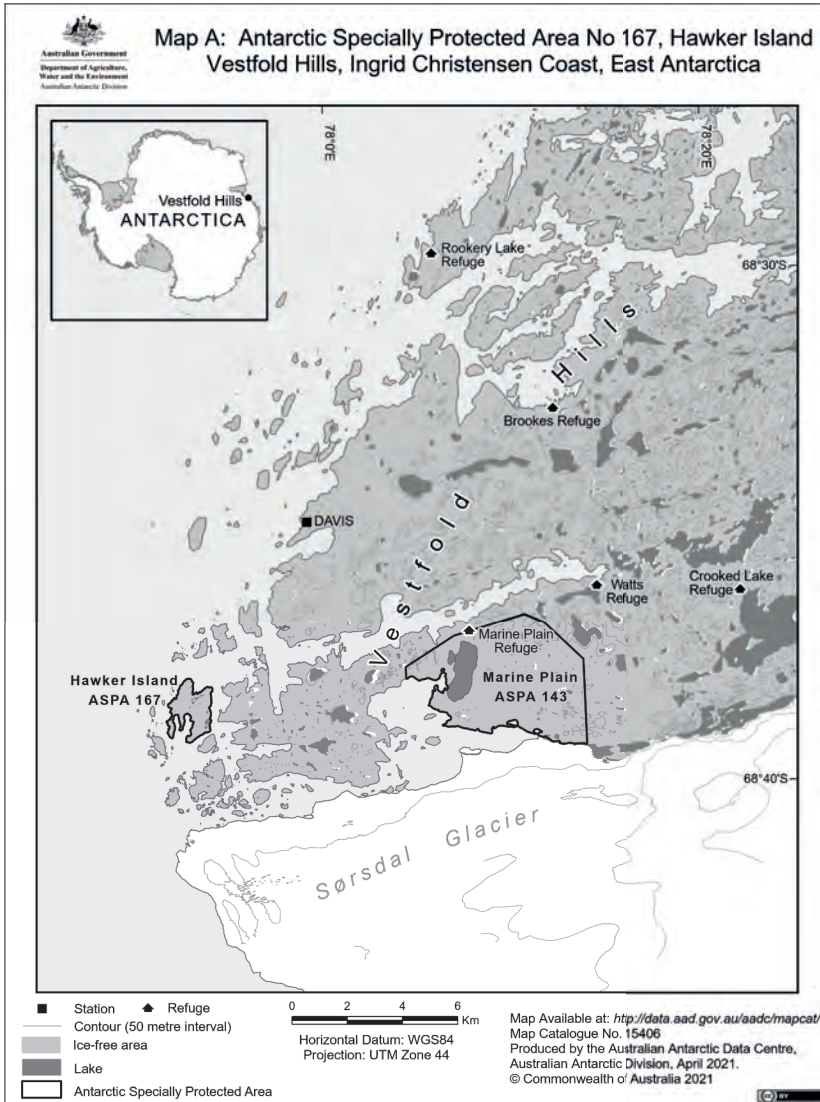 Australian Government
Department of Agriculture,
Water and the Environment
Australian Antarctic Division
Map A: Antarctic Specially Protected Area No 167, Hawker Island
Vestfold Hills, Ingrid Christensen Coast, East Antarctica
78°0'E
78°20'E
Vestfold Hills
ANTARCTICA
Rookery Lake
Refuge
68°30'S
Vestfold Hills
Brookes Refuge
DAVIS
Watts
Refuge
Crooked Lake
Refuge
Marine Plain
Refuge
Hawker Island
ASPA 167
Marine Plain
ASPA 143
68°40'S
Sørsdal Glacier
Station
Refuge
Contour (50 metre interval)
Ice-free area
Lake
Antarctic Specially Protected Area
0 2 4 6
Km
Horizontal Datum: WGS84
Projection: UTM Zone 44
Map Available at: http://data.aad.gov.au/aadc/mapcat/
Map Catalogue No. 15406
Produced by the Australian Antarctic Data Centre,
Australian Antarctic Division, April 2021.
© Commonwealth of Australia 2021
CC BY